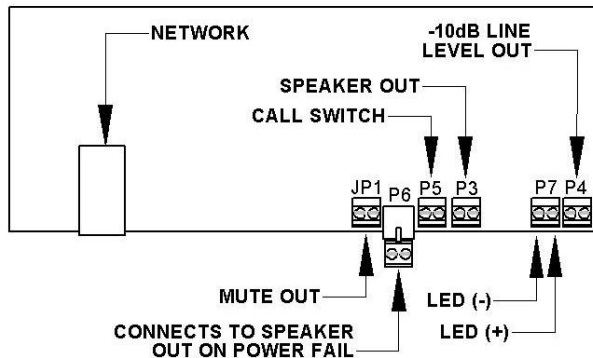 NETWORK
-10dB LINE
LEVEL OUT
SPEAKER OUT
CALL SWITCH
JP1
P6
P5
P3
P7
P4
MUTE OUT
LED (-)
LED (+)
CONNECTS TO SPEAKER
OUT ON POWER FAIL